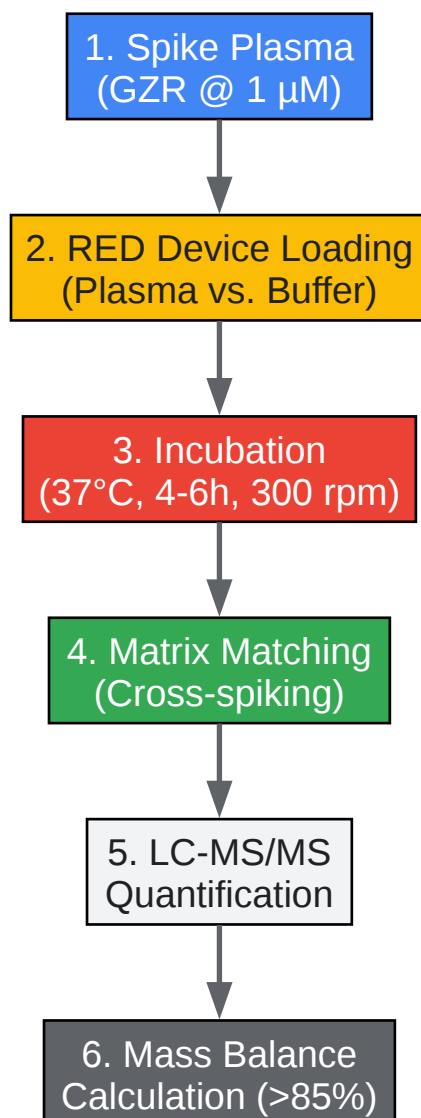 1. Spike Plasma
(GZR @ 1 µM)
2. RED Device Loading
(Plasma vs. Buffer)
3. Incubation
(37°C, 4-6h, 300 rpm)
4. Matrix Matching
(Cross-spiking)
5. LC-MS/MS
Quantification
6. Mass Balance
Calculation (>85%)